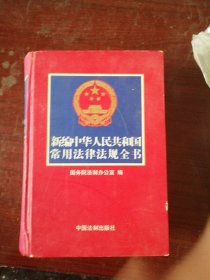 新编中华人民共和国
常用法律法规全书
国务院法制办公室 编
中国法制出版社